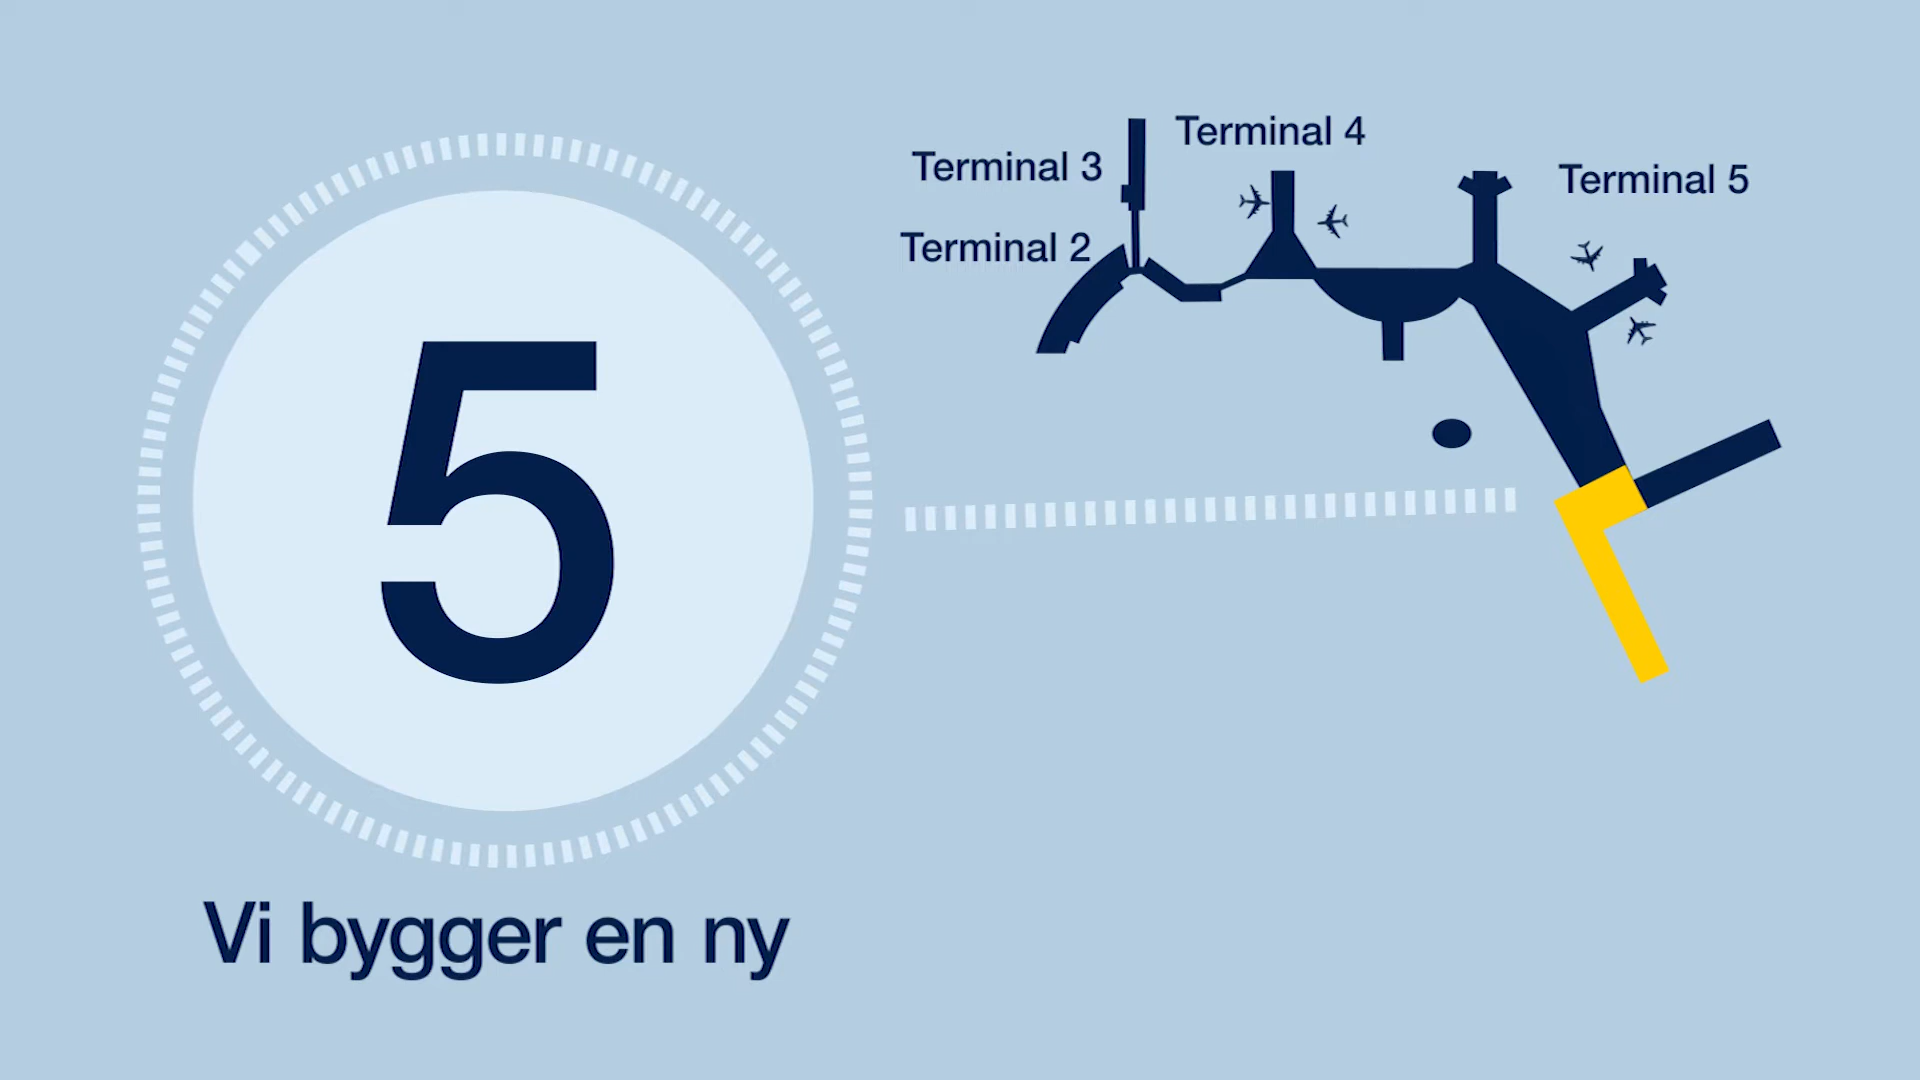 5
Vi bygger en ny
Terminal 3
Terminal 4
Terminal 5
Terminal 2